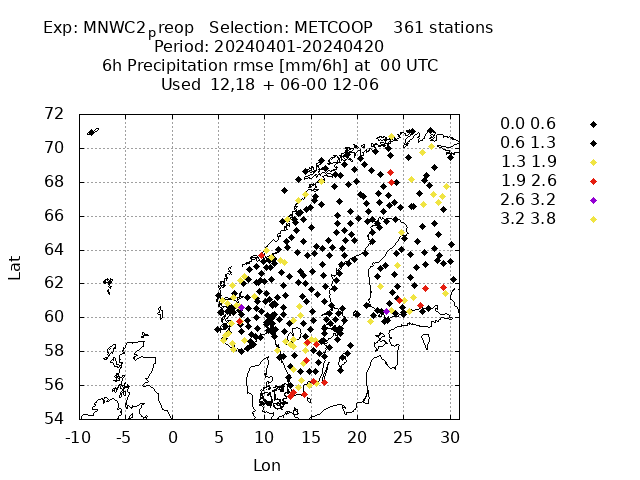 Exp: MNWC2preop Selection: METCOOP 361 stations
Period: 20240401-20240420
6h Precipitation rmse [mm/6h] at 00 UTC
Used 12,18 + 06-00 12-06
72
70
68
66
64
62
60
58
56
54
Lat
-10 -5 0 5 10 15 20 25 30
Lon
0.0 0.6
0.6 1.3
1.3 1.9
1.9 2.6
2.6 3.2
3.2 3.8